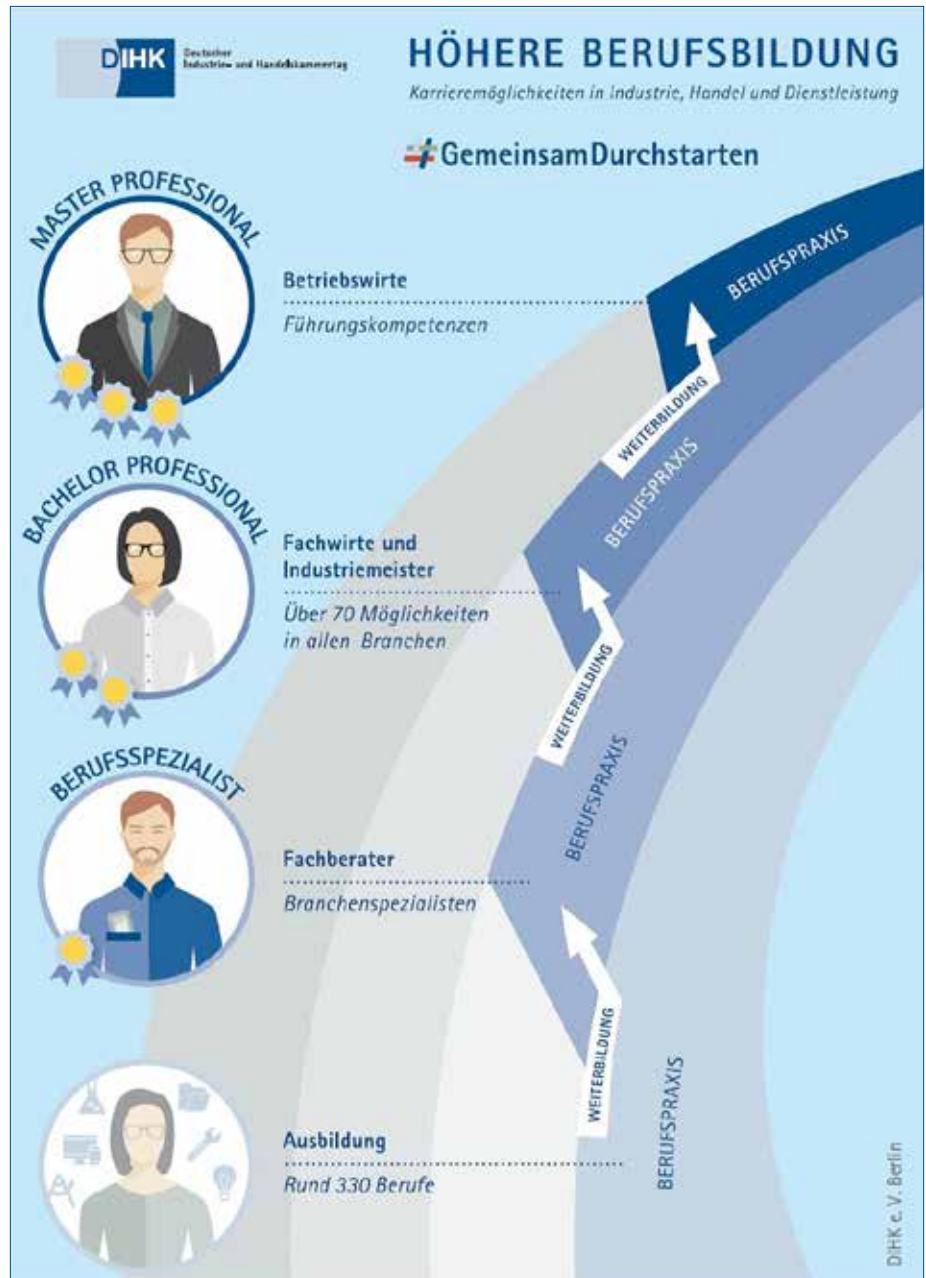 DIHK
Deutscher
Industrie- und Handelskammertag
HÖHERE BERUFSBILDUNG
Karrieremöglichkeiten in Industrie, Handel und Dienstleistung
#GemeinsamDurchstarten
MASTER PROFESSIONAL
Betriebswirte
Führungskompetenzen
BERUFSPRAXIS
WEITERBILDUNG
BACHELOR PROFESSIONAL
Fachwirte und
Industriemeister
Über 70 Möglichkeiten
in allen Branchen
BERUFSPRAXIS
WEITERBILDUNG
BERUFSSPEZIALIST
Fachberater
Branchenspezialisten
BERUFSPRAXIS
WEITERBILDUNG
Ausbildung
Rund 330 Berufe
BERUFSPRAXIS
DIHK e. V. Berlin